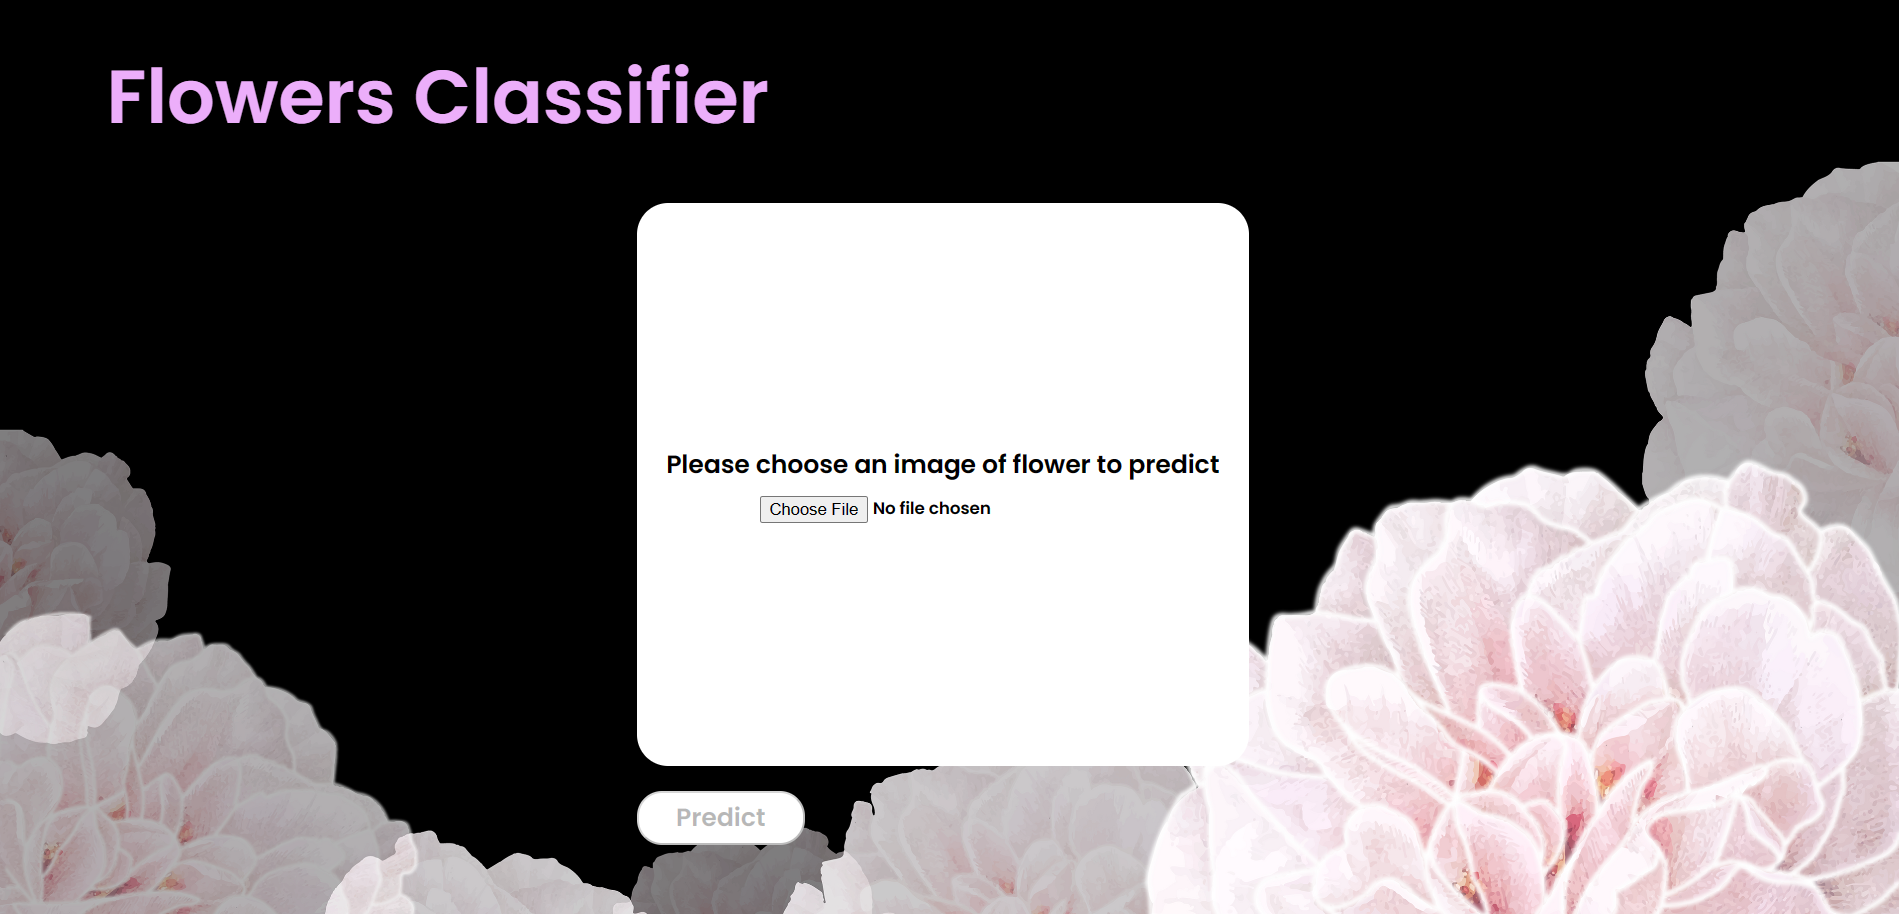 Flowers Classifier
Please choose an image of flower to predict
Choose File No file chosen
Predict